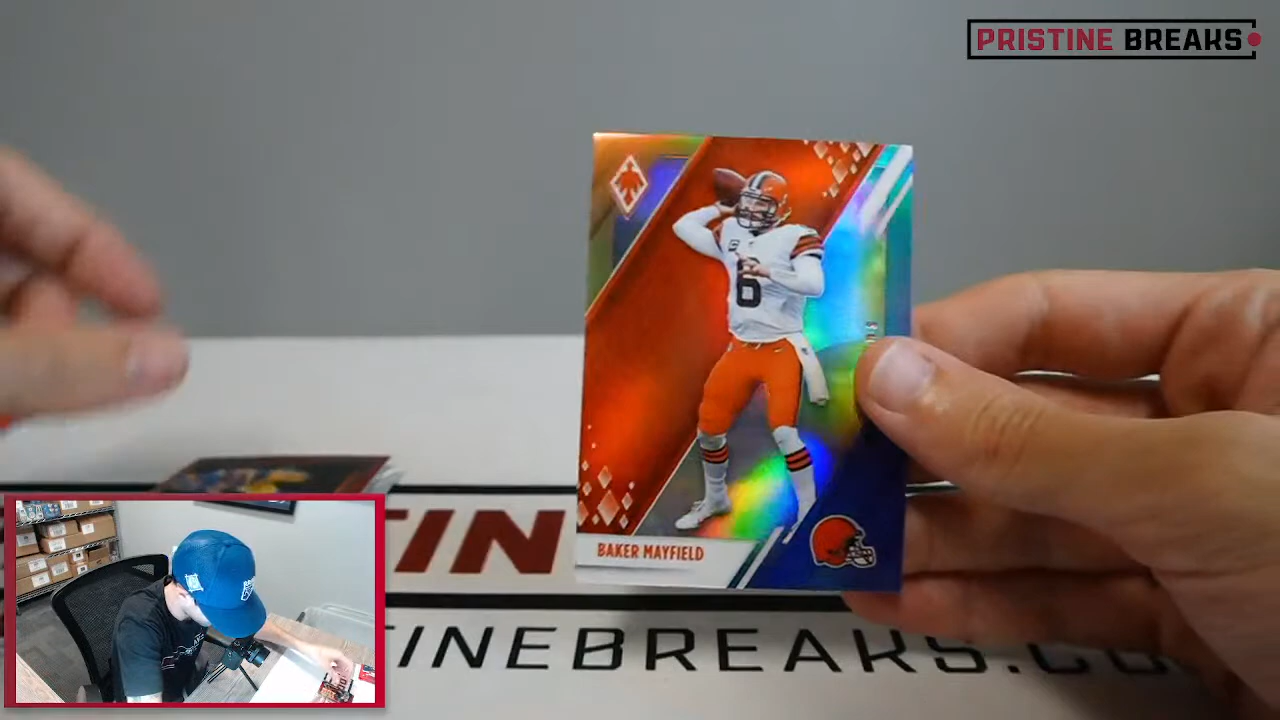 PRISTINE BREAKS
6
BAKER MAYFIELD
TIN
TINEBREAKS.CO